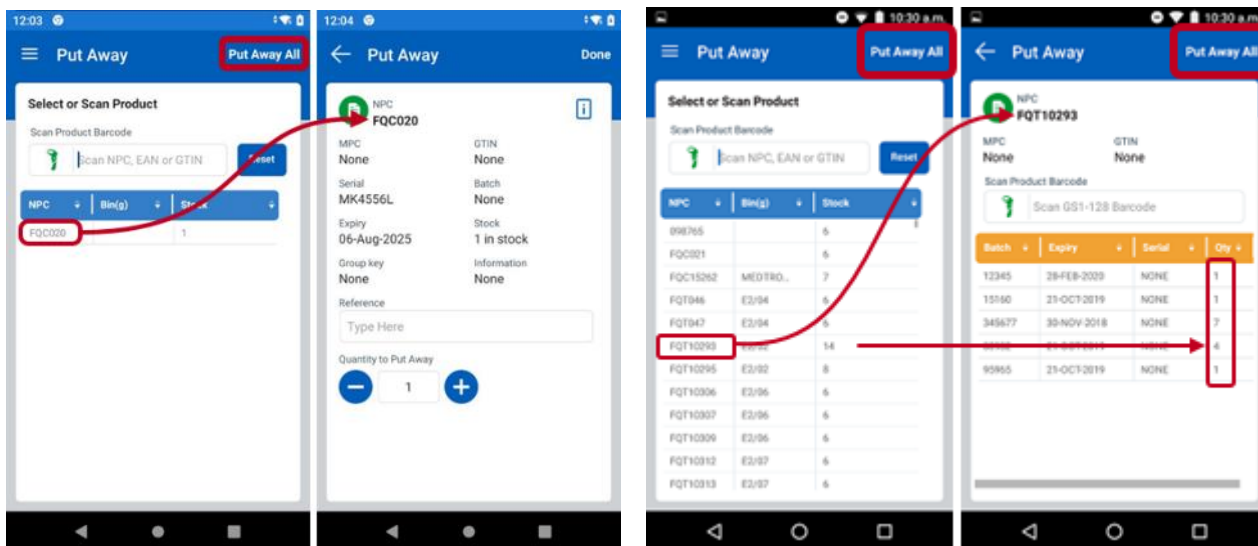 12:03
Put Away
Put Away All
Select or Scan Product
Scan Product Barcode
Scan NPC, EAN or GTIN
Reset
NPC Bin(g) Stock
FQC020 1
12:04
Put Away
Done
NPC
FQC020
MPC GTIN
None None
Serial Batch
MK4556L None
Expiry Stock
06-Aug-2025 1 in stock
Group key Information
None None
Reference
Type Here
Quantity to Put Away
1
10:30 a.m.
Put Away
Put Away All
Select or Scan Product
Scan Product Barcode
Scan NPC, EAN or GTIN
Reset
NPC Bin(g) Stock
098765 6
FQC021 6
FQC15262 MEDTRO... 7
FQT046 E2/04 6
FQT047 E2/04 6
FQT10293 14
FQT10295 E2/02 8
FQT10306 E2/06 6
FQT10307 E2/06 6
FQT10309 E2/06 6
FQT10312 E2/07 6
FQT10313 E2/07 6
10:30 a.m.
Put Away
Put Away All
NPC
FQT10293
MPC GTIN
None None
Scan Product Barcode
Scan GS1-128 Barcode
Batch Expiry Serial Qty
12345 28-FEB-2020 NONE 1
15160 21-OCT-2019 NONE 1
345677 30-NOV-2018 NONE 7
4
95965 21-OCT-2019 NONE 1